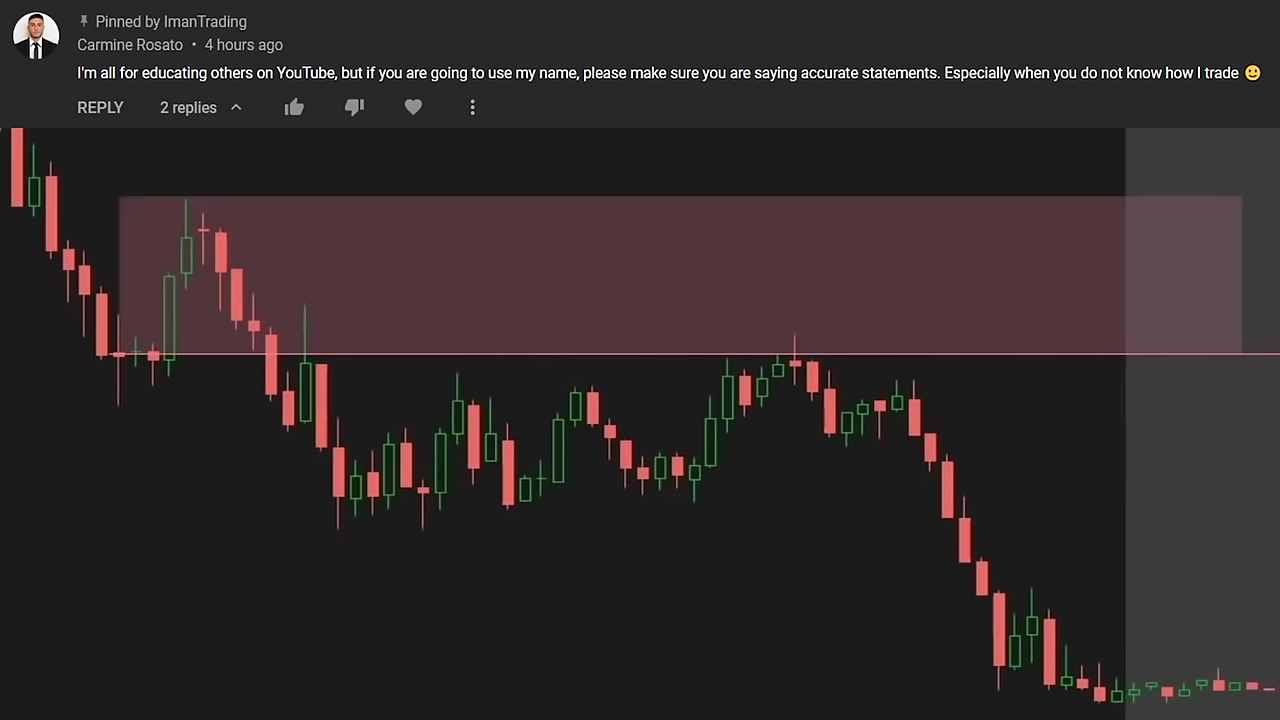 Pinned by ImanTrading
Carmine Rosato • 4 hours ago
I'm all for educating others on YouTube, but if you are going to use my name, please make sure you are saying accurate statements. Especially when you do not know how I trade 🙂
REPLY 2 replies